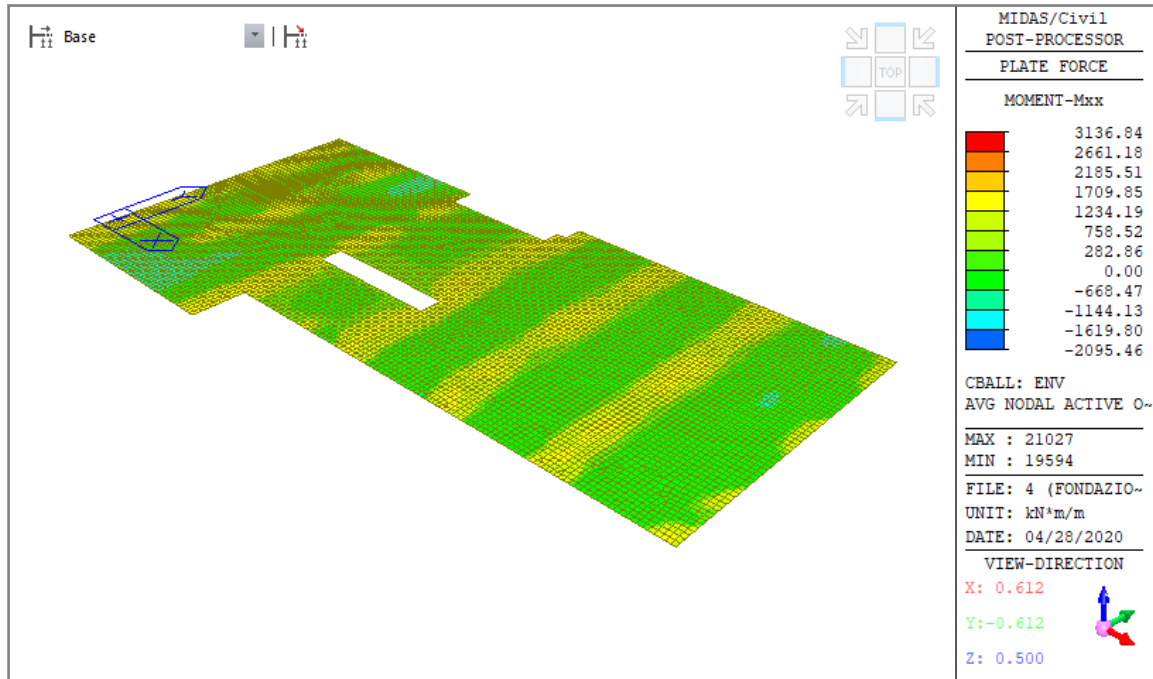 Base
TOP
MIDAS/Civil
POST-PROCESSOR
PLATE FORCE
MOMENT-Mxx
3136.84
2661.18
2185.51
1709.85
1234.19
758.52
282.86
0.00
-668.47
-1144.13
-1619.80
-2095.46
CBALL: ENV
AVG NODAL ACTIVE O~
MAX : 21027
MIN : 19594
FILE: 4 (FONDAZIO~
UNIT: kN*m/m
DATE: 04/28/2020
VIEW-DIRECTION
X: 0.612
Y:-0.612
Z: 0.500